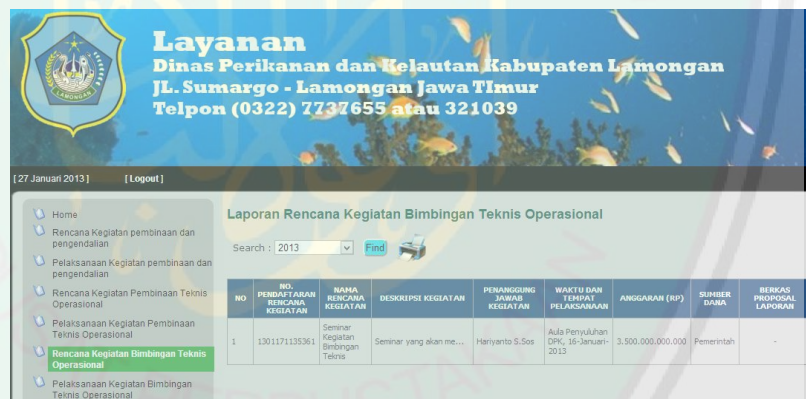 Layanan
Dinas Perikanan dan Kelautan Kabupaten Lamongan
JL. Sumargo - Lamongan Jawa TImur
Telpon (0322) 7737655 atau 321039
LAMONGAN
[ 27 Januari 2013 ] [ Logout ]
Home
Rencana Kegiatan pembinaan dan
pengendalian
Pelaksanaan Kegiatan pembinaan dan
pengendalian
Rencana Kegiatan Pembinaan Teknis
Operasional
Pelaksanaan Kegiatan Pembinaan
Teknis Operasional
Rencana Kegiatan Bimbingan Teknis
Operasional
Pelaksanaan Kegiatan Bimbingan
Teknis Operasional
Laporan Rencana Kegiatan Bimbingan Teknis Operasional
Search : 2013 Find
NO
NO.
PENDAFTARAN
RENCANA
KEGIATAN
NAMA
RENCANA
KEGIATAN
DESKRIPSI KEGIATAN
PENANGGUNG
JAWAB
KEGIATAN
WAKTU DAN
TEMPAT
PELAKSANAAN
ANGGARAN (RP)
SUMBER
DANA
BERKAS
PROPOSAL
LAPORAN
1
1301171135361
Seminar
Kegiatan
Bimbingan
Teknis
Seminar yang akan me...
Hariyanto S.Sos
Aula Penyuluhan
DPK, 16-Januari-
2013
3.500.000.000.000
Pemerintah
-